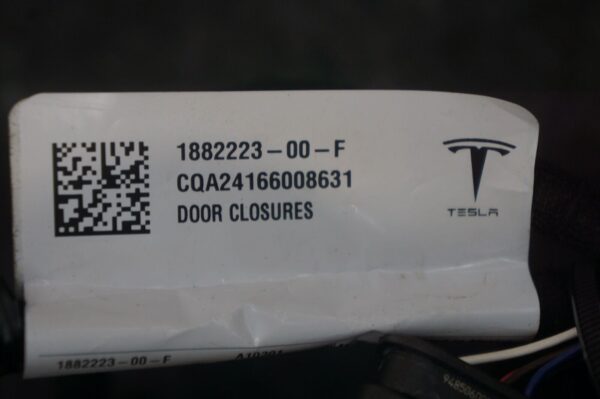 1882223-00-F
CQA24166008631
DOOR CLOSURES
TESLA
1882223-00-F